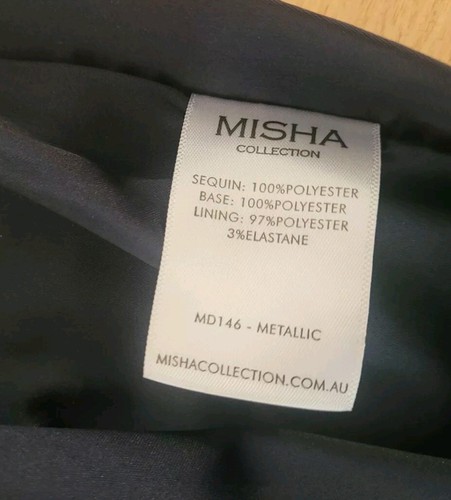 MISHA
COLLECTION
SEQUIN: 100%POLYESTER
BASE: 100%POLYESTER
LINING: 97%POLYESTER
3%ELASTANE
MD146 - METALLIC
MISHACOLLECTION.COM.AU